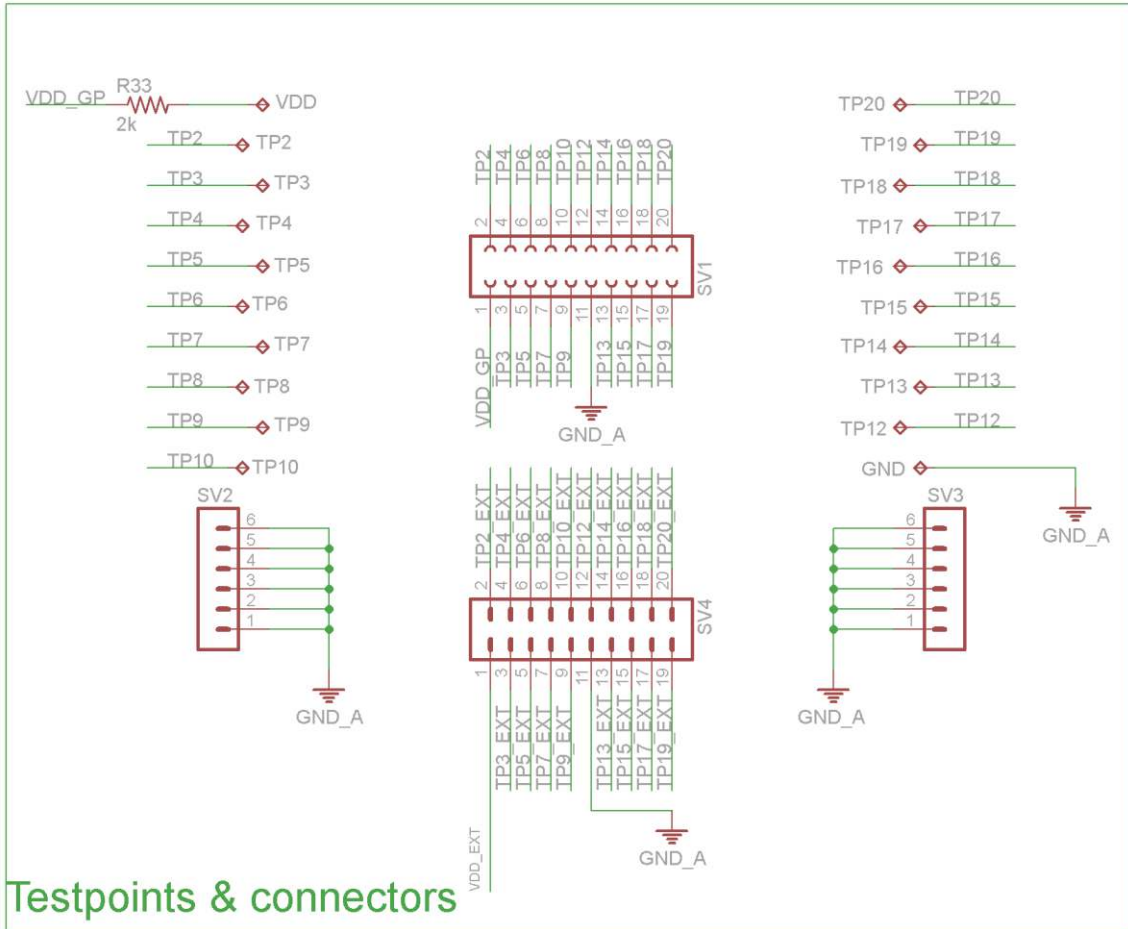 R33
VDD_GP
VDD
2k
TP2 TP2
TP3 TP3
TP4 TP4
TP5 TP5
TP6 TP6
TP7 TP7
TP8 TP8
TP9 TP9
TP10 TP10
TP2 TP4 TP6 TP8 TP10 TP12 TP14 TP16 TP18 TP20
2 4 6 8 10 12 14 16 18 20
SV1
1 3 5 7 9 11 13 15 17 19
VDD_GP TP3 TP5 TP7 TP9 TP13 TP15 TP17 TP19
GND_A
TP20 TP20
TP19 TP19
TP18 TP18
TP17 TP17
TP16 TP16
TP15 TP15
TP14 TP14
TP13 TP13
TP12 TP12
GND
GND_A
SV2
6
5
4
3
2
1
GND_A
TP2_EXT TP4_EXT TP6_EXT TP8_EXT TP10_EXT TP12_EXT TP14_EXT TP16_EXT TP18_EXT TP20_EXT
2 4 6 8 10 12 14 16 18 20
SV4
1 3 5 7 9 11 13 15 17 19
TP3_EXT TP5_EXT TP7_EXT TP9_EXT TP13_EXT TP15_EXT TP17_EXT TP19_EXT
VDD_EXT
GND_A
SV3
6
5
4
3
2
1
GND_A
Testpoints & connectors